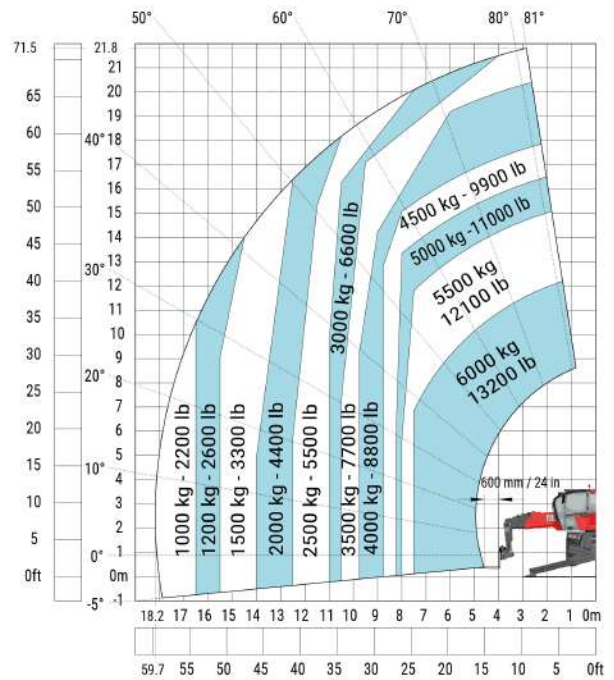 50° 60° 70° 80° 81°
71.5 21.8
21
65 20
19
60 40° 18
17
55 16
50 15
14
45 30° 13
40 12
11
35 10
30 9
20° 8
25 7
20 6
5
15 10° 4
10 3
2
5 0° 1
0ft 0m
-5° -1
1000 kg - 2200 lb
1200 kg - 2600 lb
1500 kg - 3300 lb
2000 kg - 4400 lb
2500 kg - 5500 lb
3000 kg - 6600 lb
3500 kg - 7700 lb
4000 kg - 8800 lb
4500 kg - 9900 lb
5000 kg -11000 lb
5500 kg
12100 lb
6000 kg
13200 lb
600 mm / 24 in
18.2 17 16 15 14 13 12 11 10 9 8 7 6 5 4 3 2 1 0m
59.7 55 50 45 40 35 30 25 20 15 10 5 0ft